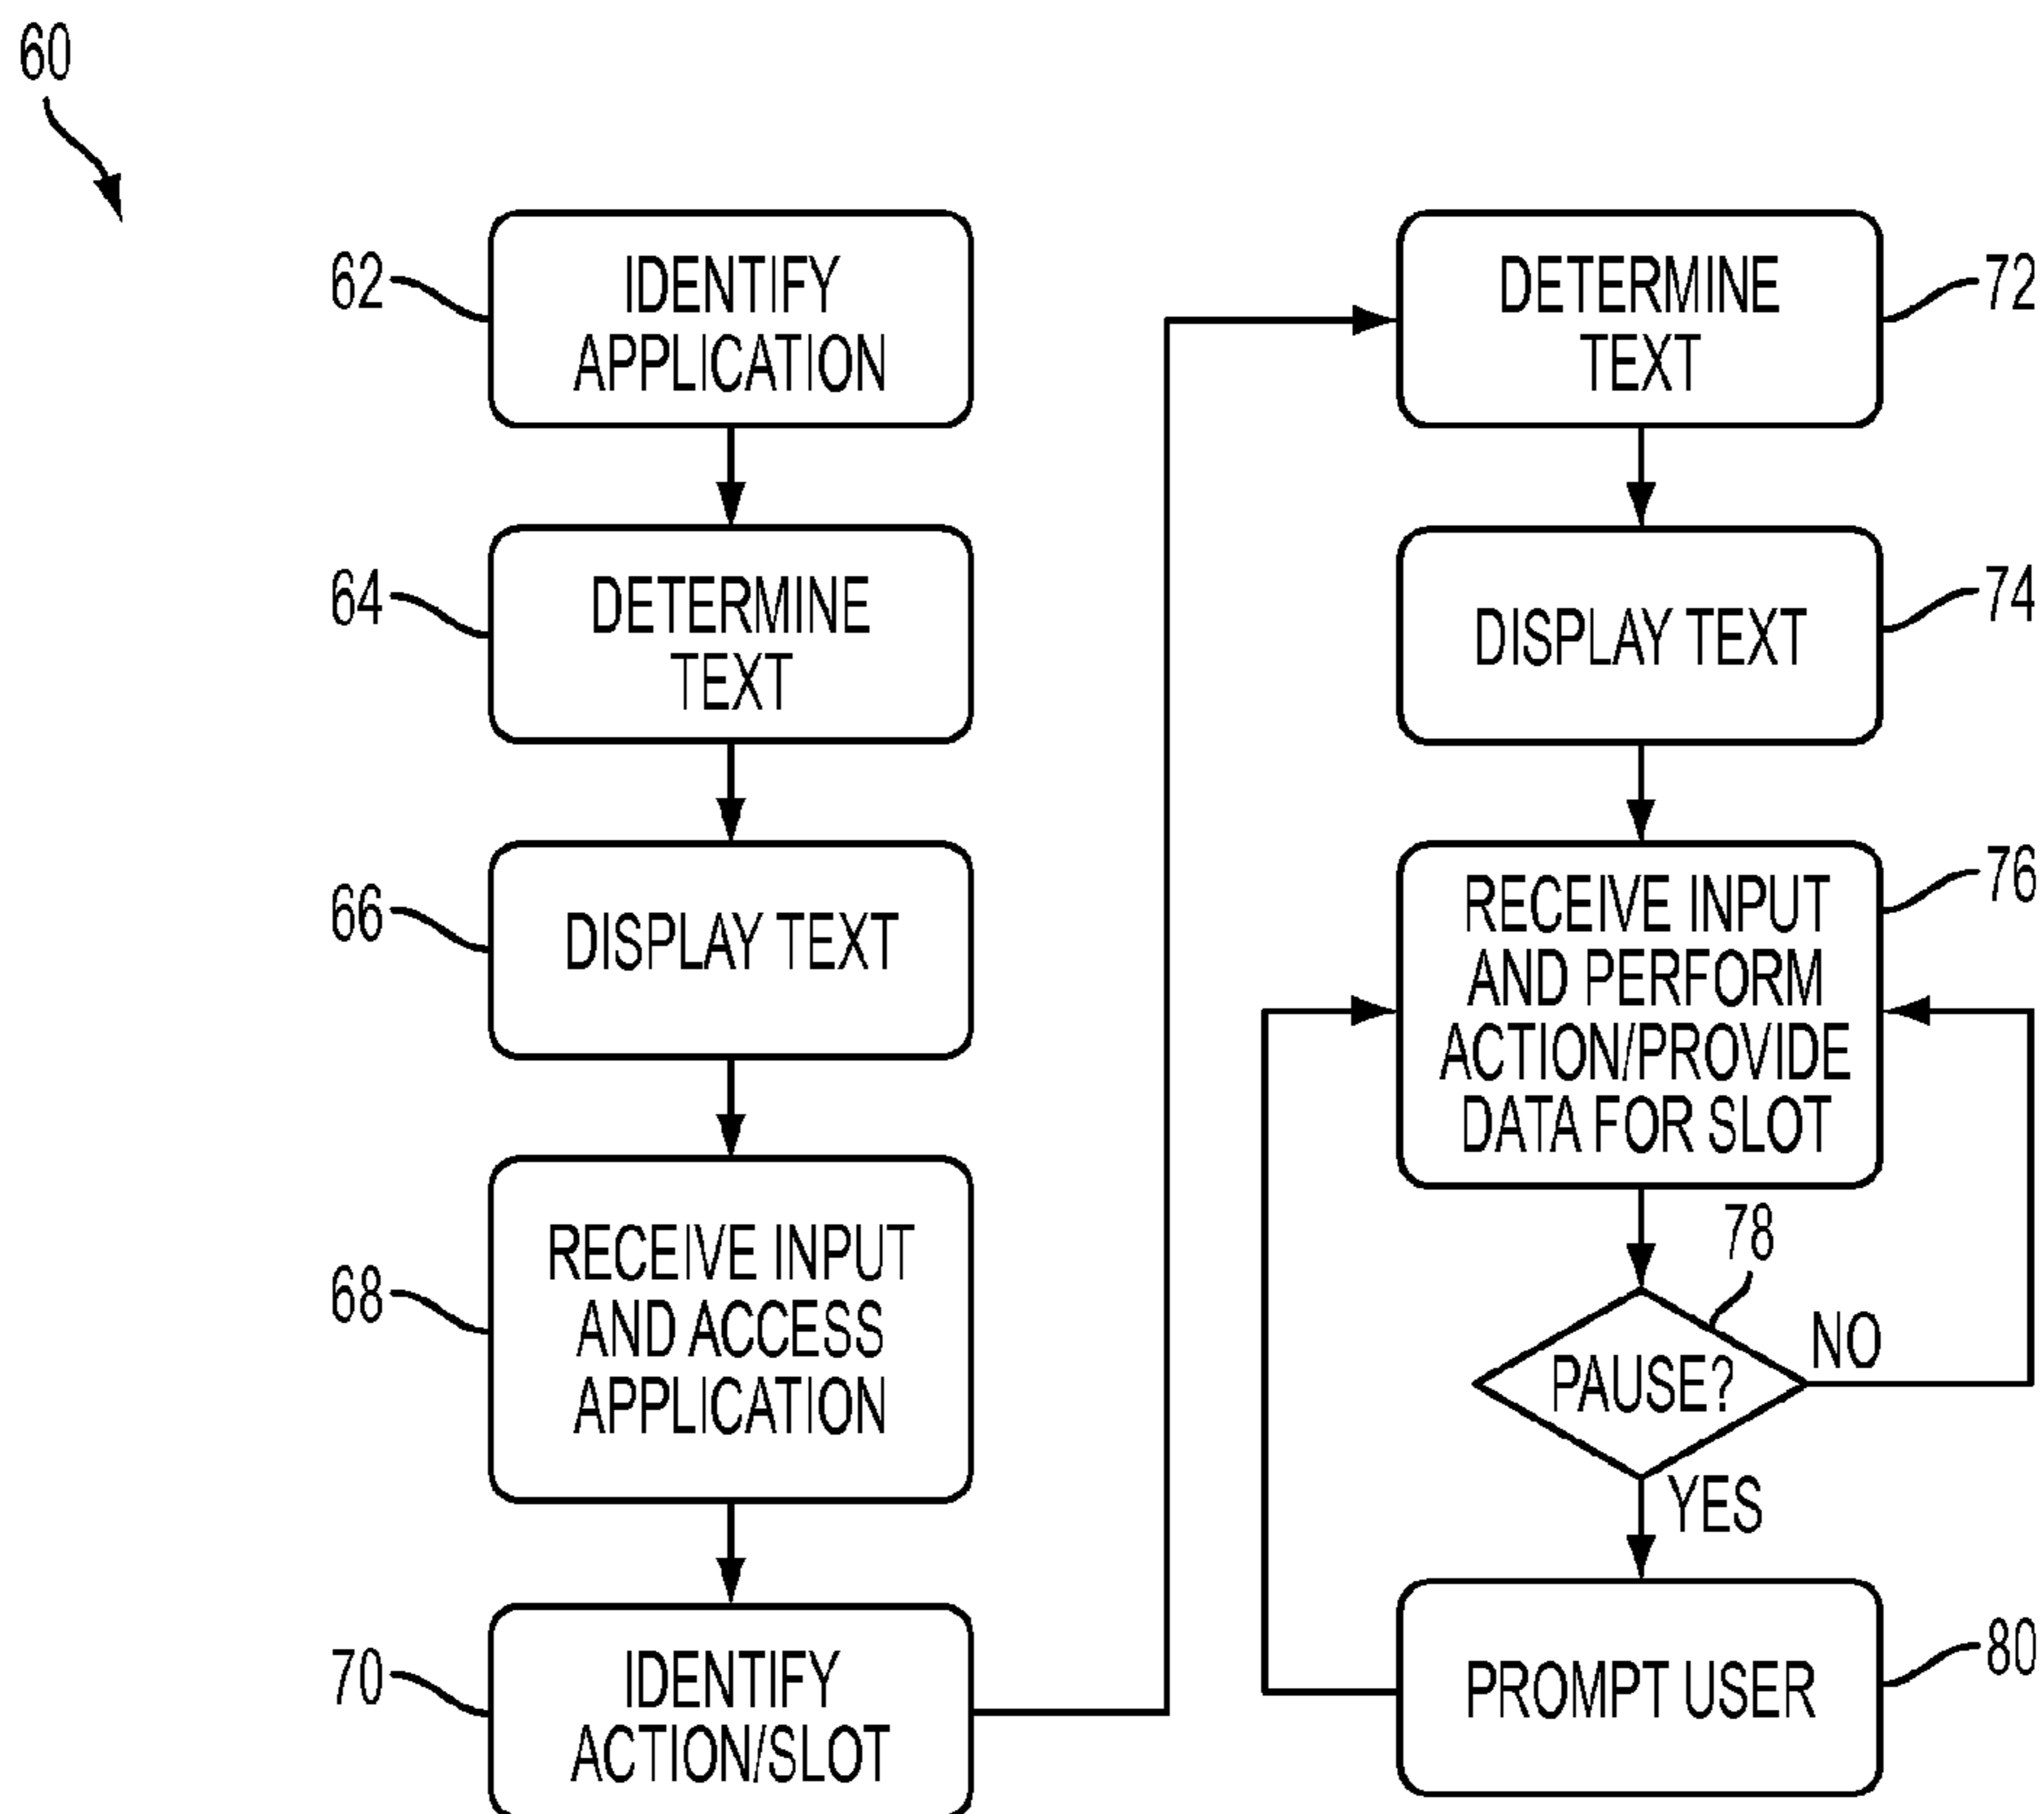 60
62
IDENTIFY
APPLICATION
64
DETERMINE
TEXT
66
DISPLAY TEXT
68
RECEIVE INPUT
AND ACCESS
APPLICATION
70
IDENTIFY
ACTION/SLOT
DETERMINE
TEXT
72
DISPLAY TEXT
74
RECEIVE INPUT
AND PERFORM
ACTION/PROVIDE
DATA FOR SLOT
76
78
PAUSE?
NO
YES
PROMPT USER
80